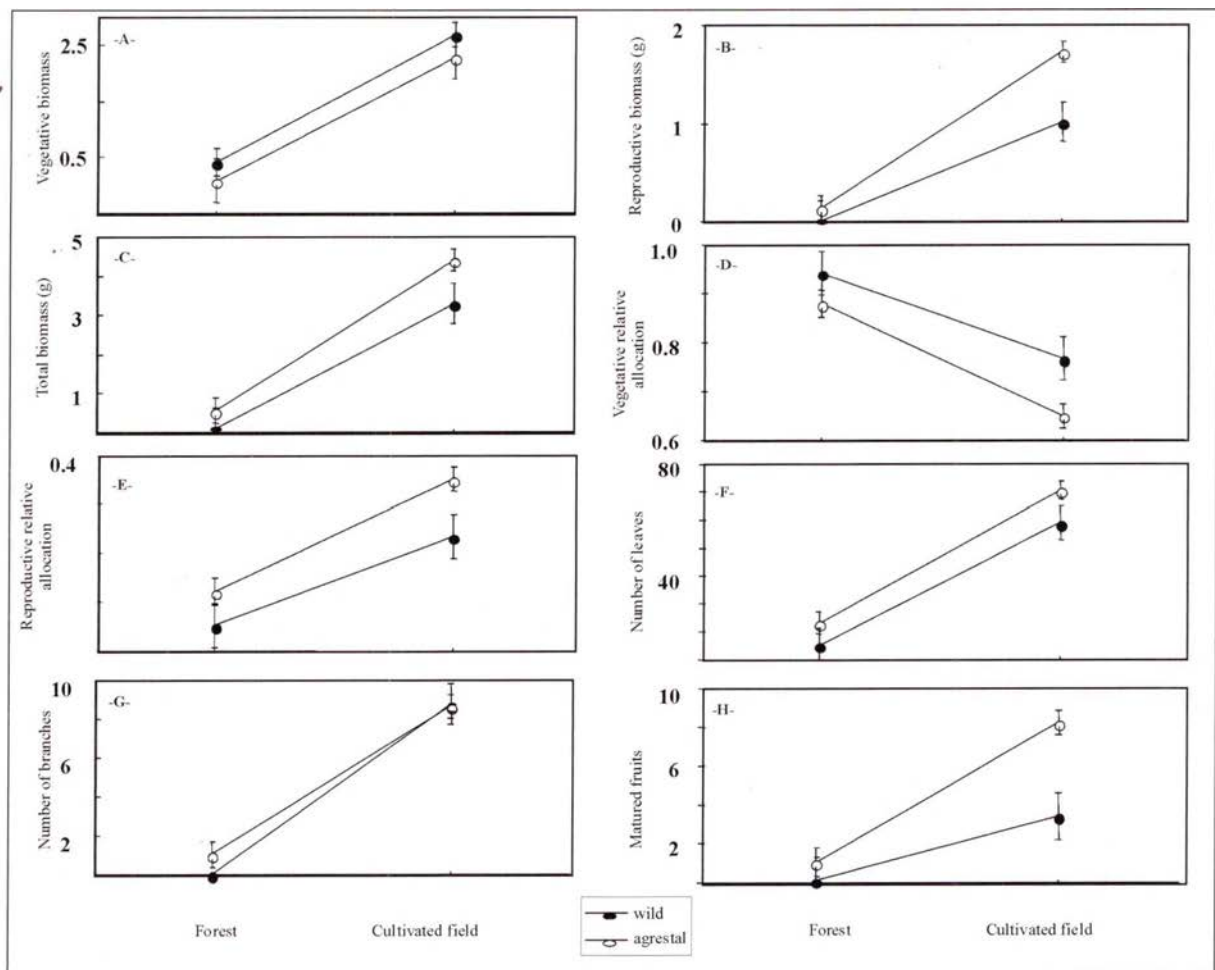 -A-
2.5
0.5
Vegetative biomass
-B-
2
1
0
Reproductive biomass (g)
-C-
5
3
1
Total biomass (g)
-D-
1.0
0.8
0.6
Vegetative relative
allocation
-E-
0.4
Reproductive relative
allocation
-F-
80
40
Number of leaves
-G-
10
6
2
Number of branches
-H-
10
6
2
Matured fruits
Forest
Cultivated field
wild
agrestal
Forest
Cultivated field